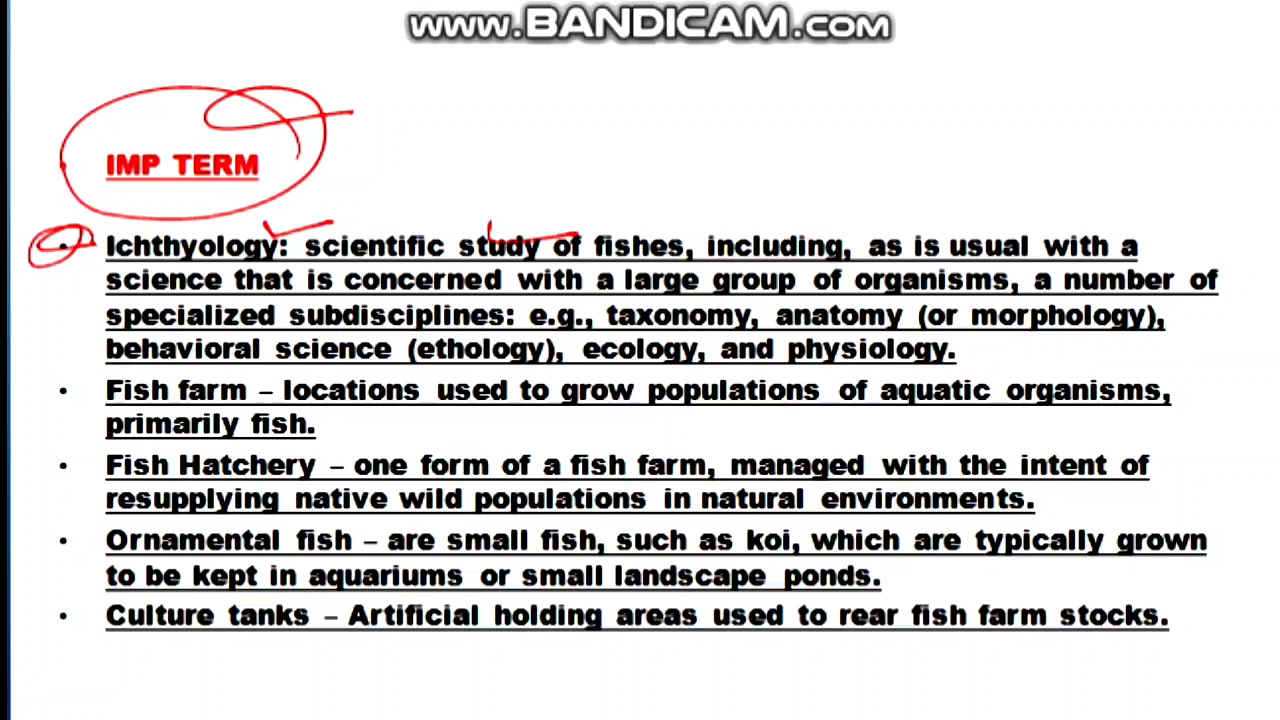 www.BANDICAM.com
IMP TERM
• Ichthyology: scientific study of fishes, including, as is usual with a
science that is concerned with a large group of organisms, a number of
specialized subdisciplines: e.g., taxonomy, anatomy (or morphology),
behavioral science (ethology), ecology, and physiology.
• Fish farm – locations used to grow populations of aquatic organisms,
primarily fish.
• Fish Hatchery – one form of a fish farm, managed with the intent of
resupplying native wild populations in natural environments.
• Ornamental fish – are small fish, such as koi, which are typically grown
to be kept in aquariums or small landscape ponds.
• Culture tanks – Artificial holding areas used to rear fish farm stocks.